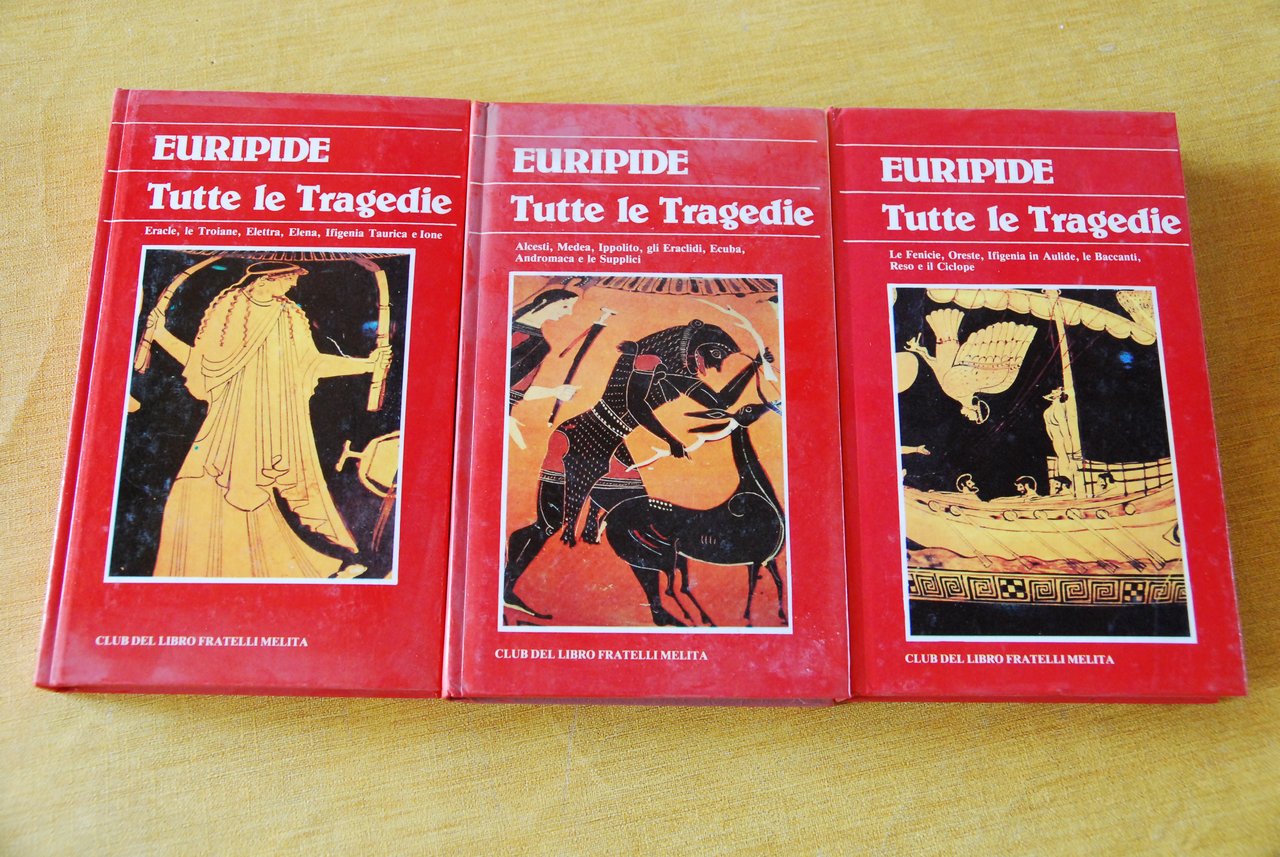 EURIPIDE
Tutte le Tragedie
Eracle, le Troiane, Elettra, Elena, Ifigenia Taurica e Ione
CLUB DEL LIBRO FRATELLI MELITA
EURIPIDE
Tutte le Tragedie
Alcesti, Medea, Ippolito, gli Eraclidi, Ecuba,
Andromaca e le Supplici
CLUB DEL LIBRO FRATELLI MELITA
EURIPIDE
Tutte le Tragedie
Le Fenicie, Oreste, Ifigenia in Aulide, le Baccanti,
Reso e il Ciclope
CLUB DEL LIBRO FRATELLI MELITA